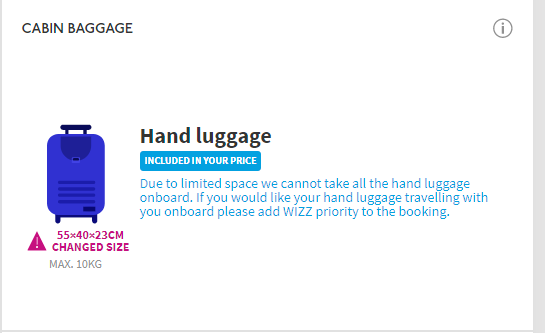 CABIN BAGGAGE
Hand luggage
INCLUDED IN YOUR PRICE
Due to limited space we cannot take all the hand luggage
onboard. If you would like your hand luggage travelling with
you onboard please add WIZZ priority to the booking.
55×40×23CM
CHANGED SIZE
MAX. 10KG